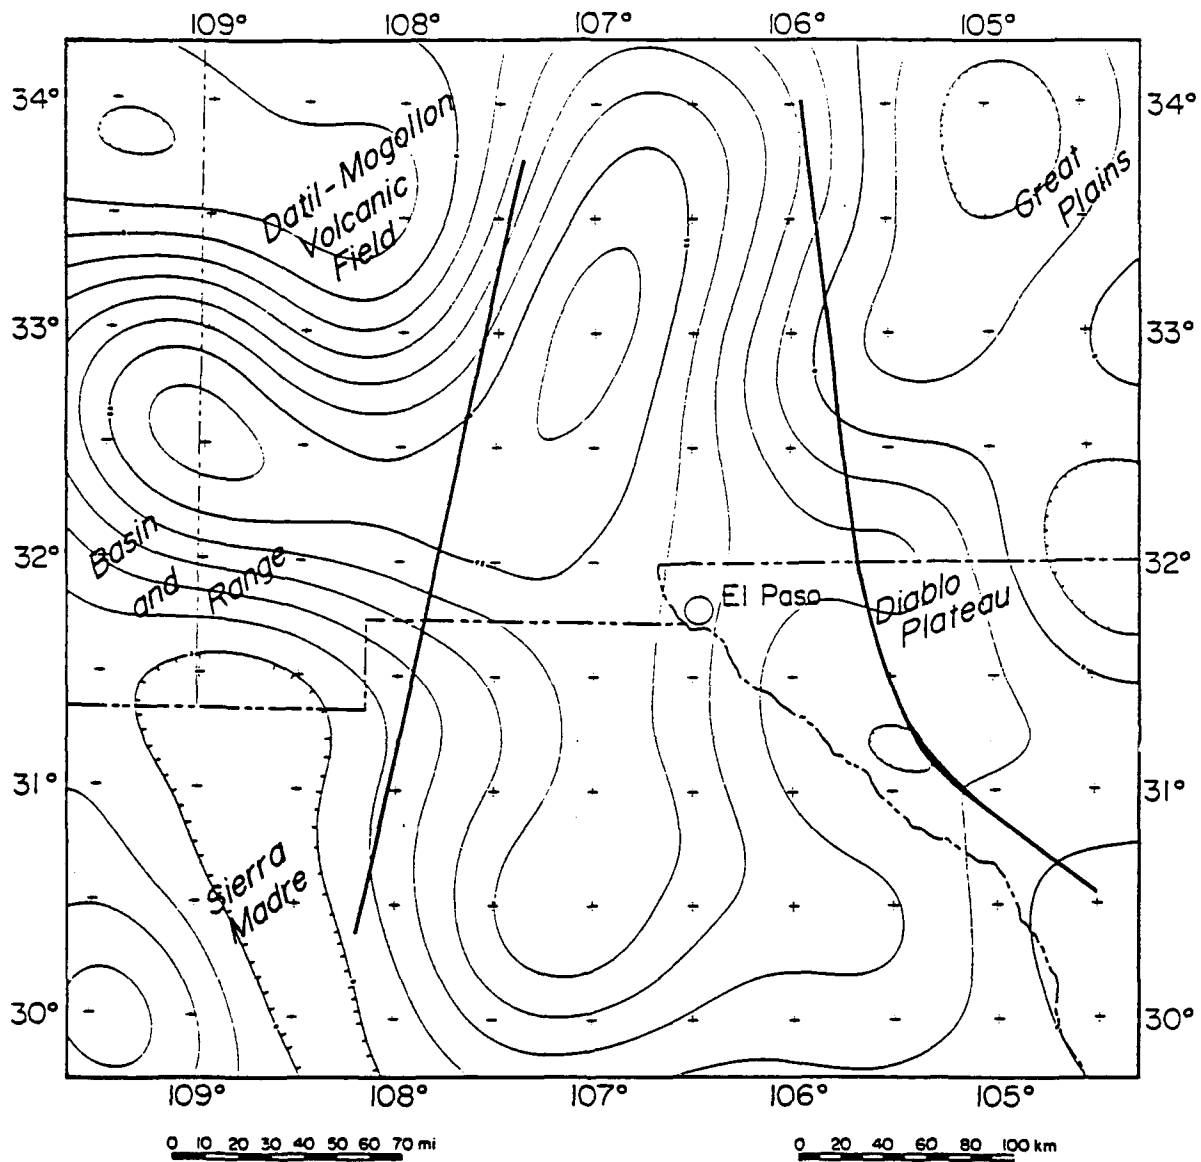 109° 108° 107° 106° 105°
34° 34°
Datil-Mogollon
Volcanic
Field
Great
Plains
33° 33°
32° 32°
Basin
and Range
El Paso
Diablo
Plateau
31° 31°
Sierra
Madre
30° 30°
109° 108° 107° 106° 105°
0 10 20 30 40 50 60 70 mi
0 20 40 60 80 100 km